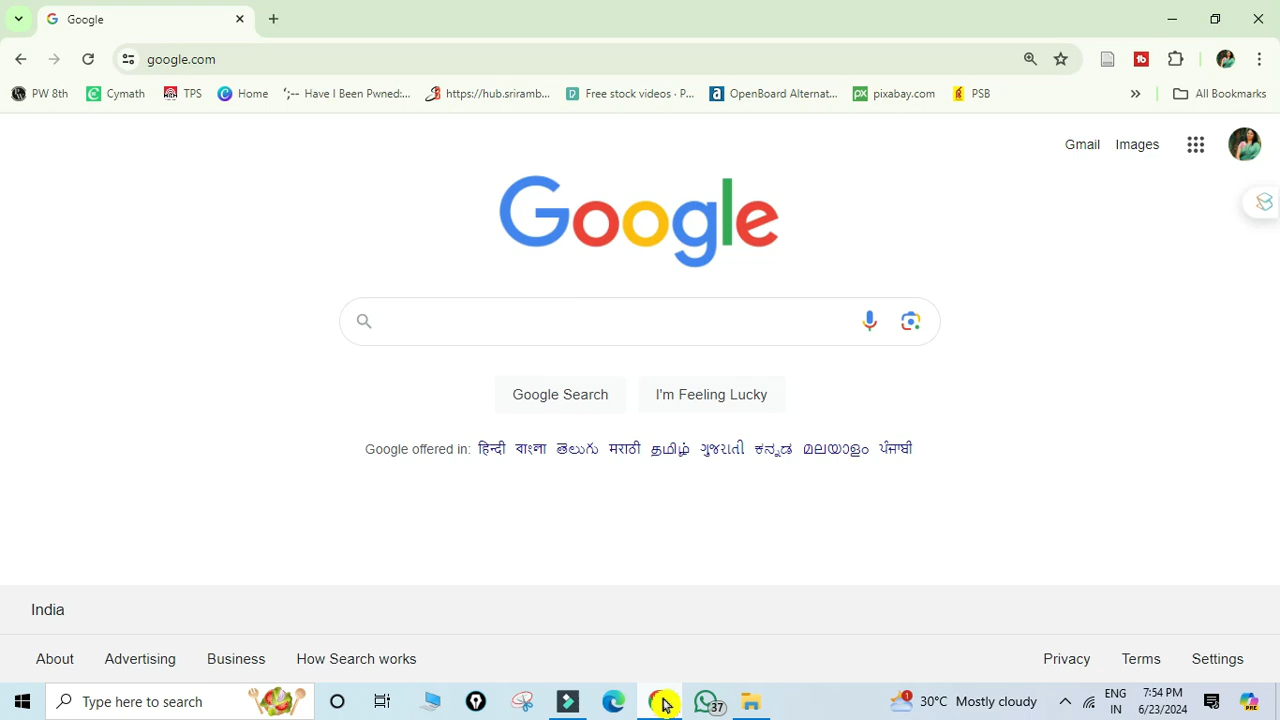 Google
google.com
PW 8th
Cymath
TPS
Home
Have I Been Pwned:...
https://hub.sriramb...
Free stock videos · P...
OpenBoard Alternat...
pixabay.com
PSB
»
All Bookmarks
Gmail Images
Google
Google Search
I'm Feeling Lucky
Google offered in: हिन्दी বাংলা తెలుగు मराठी தமிழ் ગુજરાતી ಕನ್ನಡ മലയാളം ਪੰਜਾਬੀ
India
About Advertising Business How Search works
Privacy Terms Settings
Type here to search
37
1
30°C Mostly cloudy
ENG
IN
7:54 PM
6/23/2024
PRE